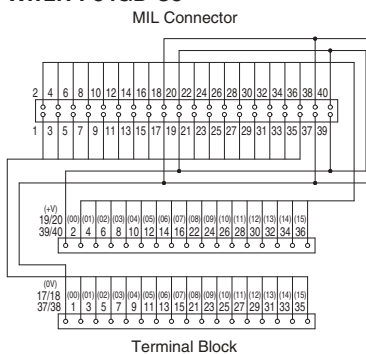 MIL Connector
2 4 6 8 10 12 14 16 18 20 22 24 26 28 30 32 34 36 38 40
1 3 5 7 9 11 13 15 17 19 21 23 25 27 29 31 33 35 37 39
(+V)
19/20 (00) (01) (02) (03) (04) (05) (06) (07) (08) (09) (10) (11) (12) (13) (14) (15)
39/40 2 4 6 8 10 12 14 16 22 24 26 28 30 32 34 36
(0V)
17/18 (00) (01) (02) (03) (04) (05) (06) (07) (08) (09) (10) (11) (12) (13) (14) (15)
37/38 1 3 5 7 9 11 13 15 21 23 25 27 29 31 33 35
Terminal Block